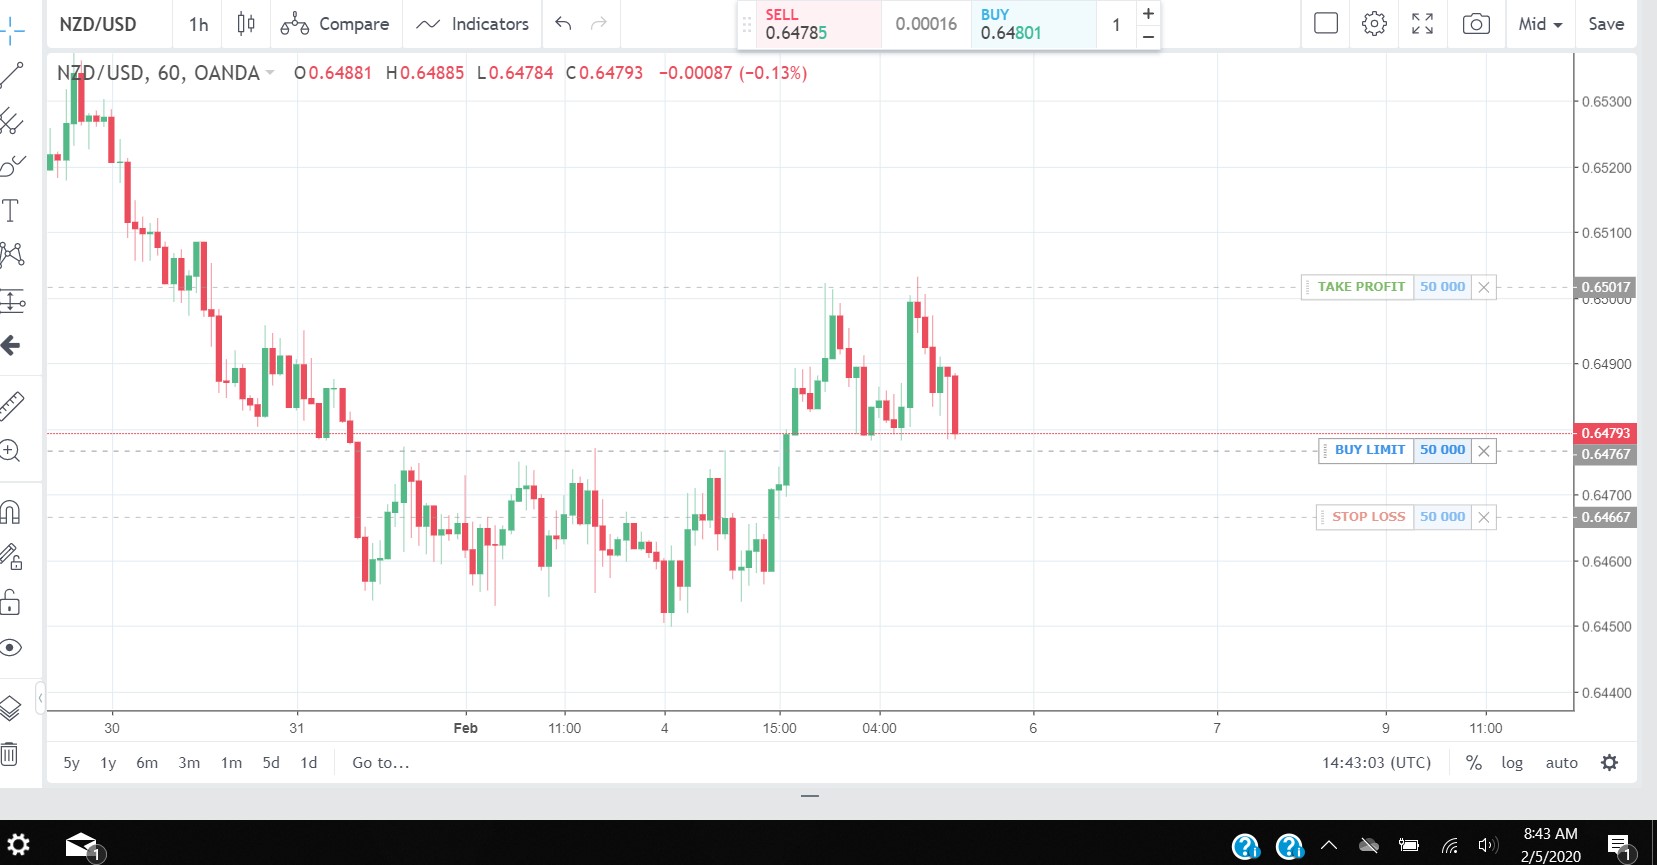 NZD/USD 1h Compare Indicators SELL 0.64785 0.00016 BUY 0.64801 1 + − Mid Save
NZD/USD, 60, OANDA O0.64881 H0.64885 L0.64784 C0.64793 −0.00087 (−0.13%)
0.65300
0.65200
0.65100
TAKE PROFIT 50 000 0.65017
0.65000
0.64900
0.64793
BUY LIMIT 50 000 0.64767
0.64700
STOP LOSS 50 000 0.64667
0.64600
0.64500
0.64400
30 31 Feb 11:00 4 15:00 04:00 6 7 9 11:00
5y 1y 6m 3m 1m 5d 1d Go to... 14:43:03 (UTC) % log auto
8:43 AM
1 2/5/2020 1